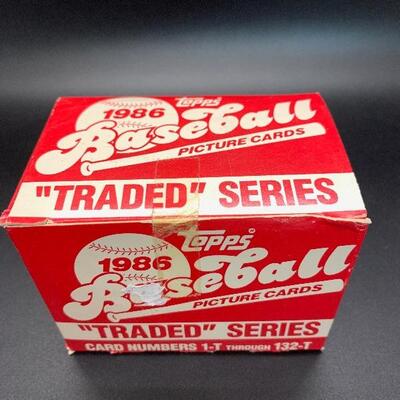 Topps
1986
Baseball
PICTURE CARDS
"TRADED" SERIES
Topps
1986
Baseball
PICTURE CARDS
"TRADED" SERIES
CARD NUMBERS 1-T THROUGH 132-T